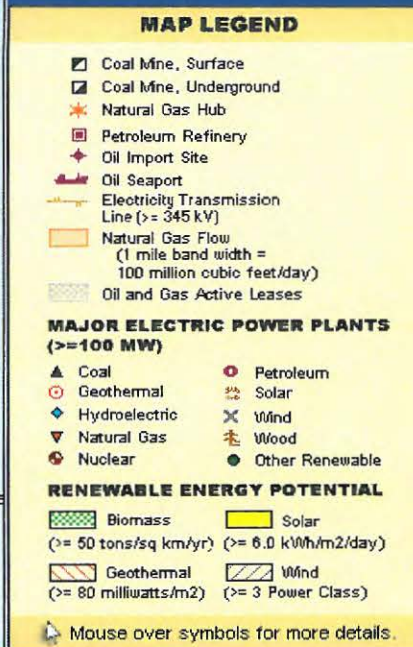 MAP LEGEND
Coal Mine, Surface
Coal Mine, Underground
Natural Gas Hub
Petroleum Refinery
Oil Import Site
Oil Seaport
Electricity Transmission
Line (>= 345 kV)
Natural Gas Flow
(1 mile band width =
100 million cubic feet/day)
Oil and Gas Active Leases
MAJOR ELECTRIC POWER PLANTS
(>=100 MW)
Coal
Geothermal
Hydroelectric
Natural Gas
Nuclear
Petroleum
Solar
Wind
Wood
Other Renewable
RENEWABLE ENERGY POTENTIAL
Biomass
(>= 50 tons/sq km/yr)
Solar
(>= 6.0 kWh/m2/day)
Geothermal
(>= 80 milliwatts/m2)
Wind
(>= 3 Power Class)
Mouse over symbols for more details.